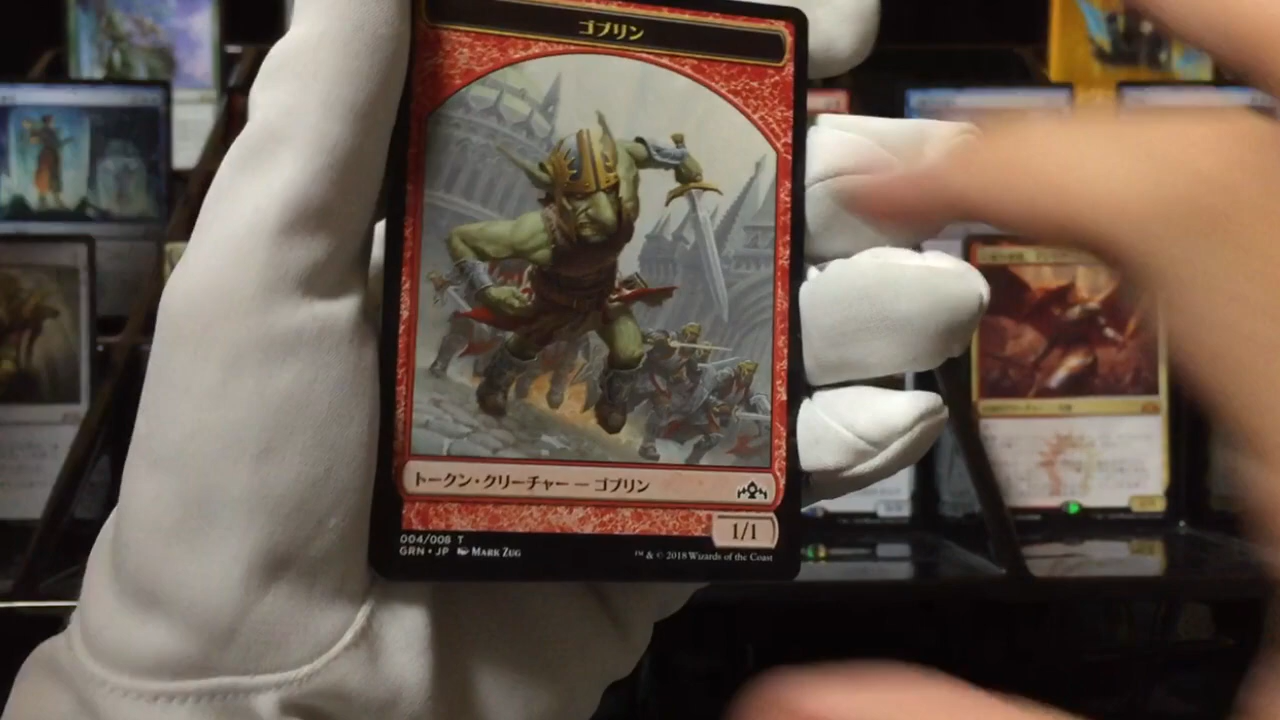 ゴブリン
トークン・クリーチャー — ゴブリン
1/1
004/008 T
GRN • JP Mark Zug
™ & © 2018 Wizards of the Coast